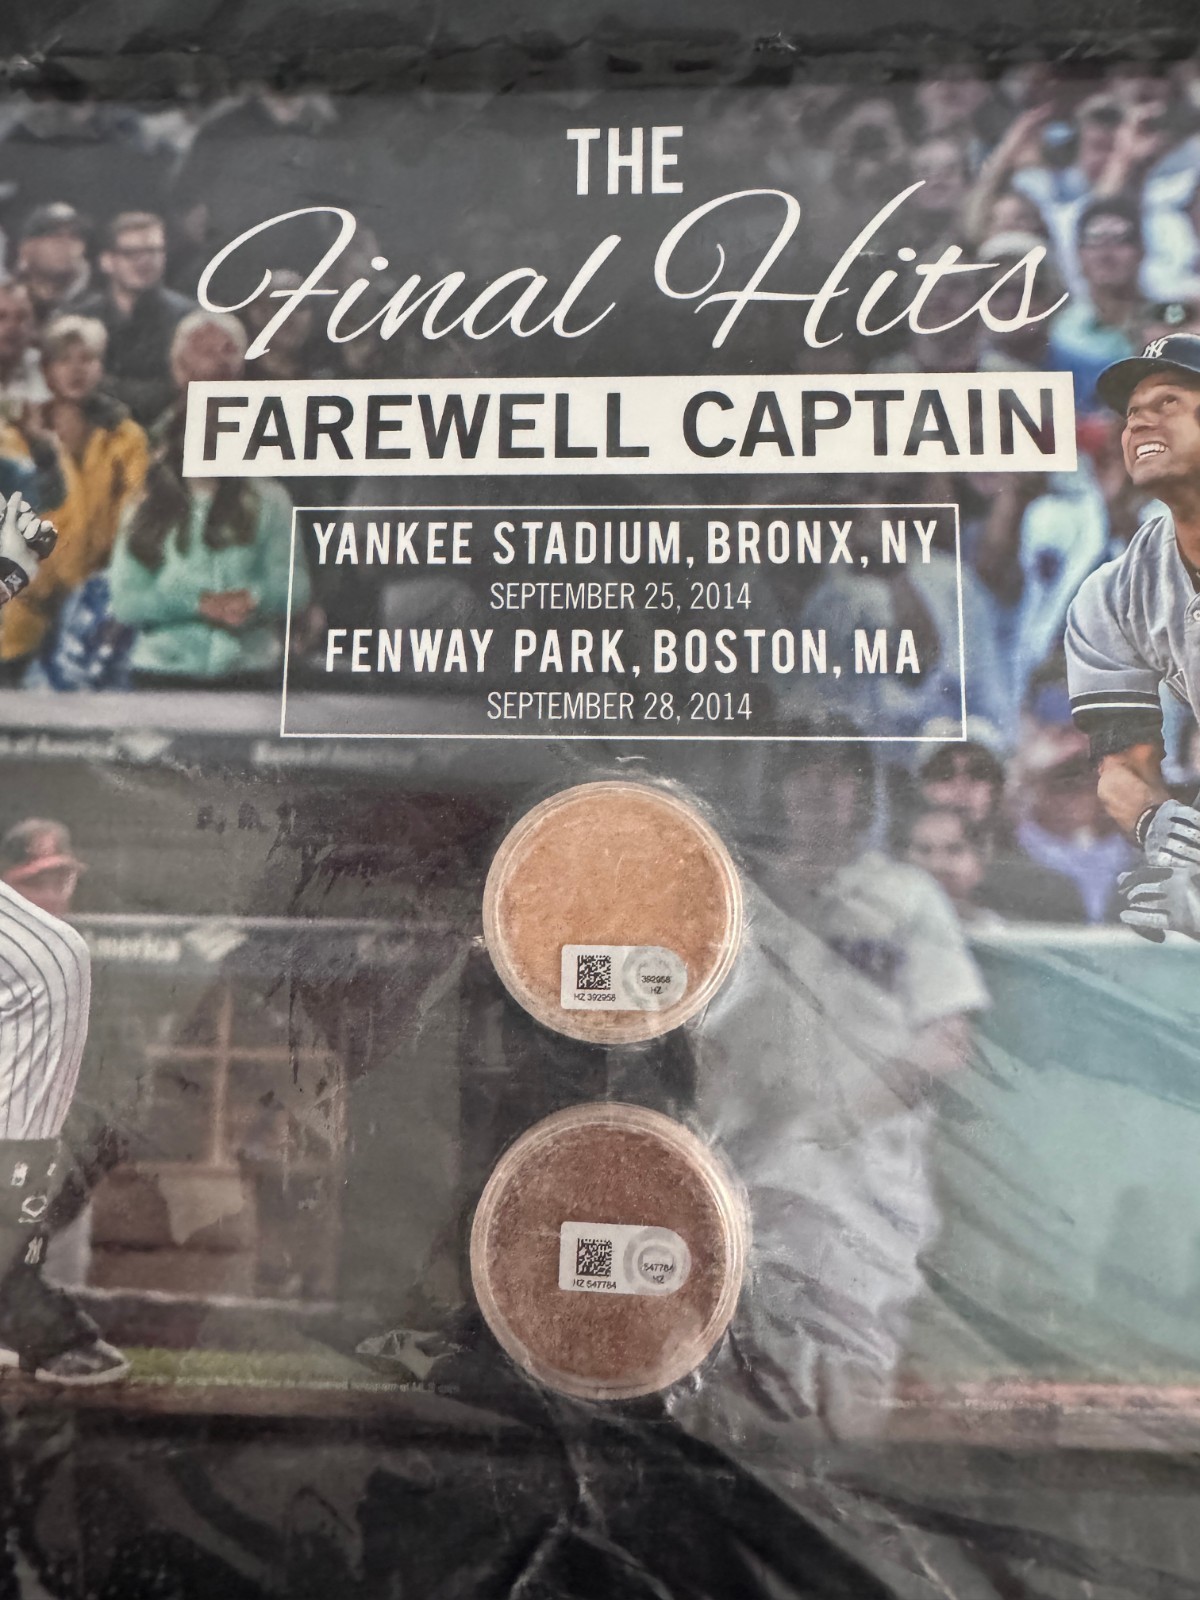 THE
Final Hits
FAREWELL CAPTAIN
YANKEE STADIUM, BRONX, NY
SEPTEMBER 25, 2014
FENWAY PARK, BOSTON, MA
SEPTEMBER 28, 2014
America
392958
HZ
HZ 392958
547784
HZ
HZ 547784